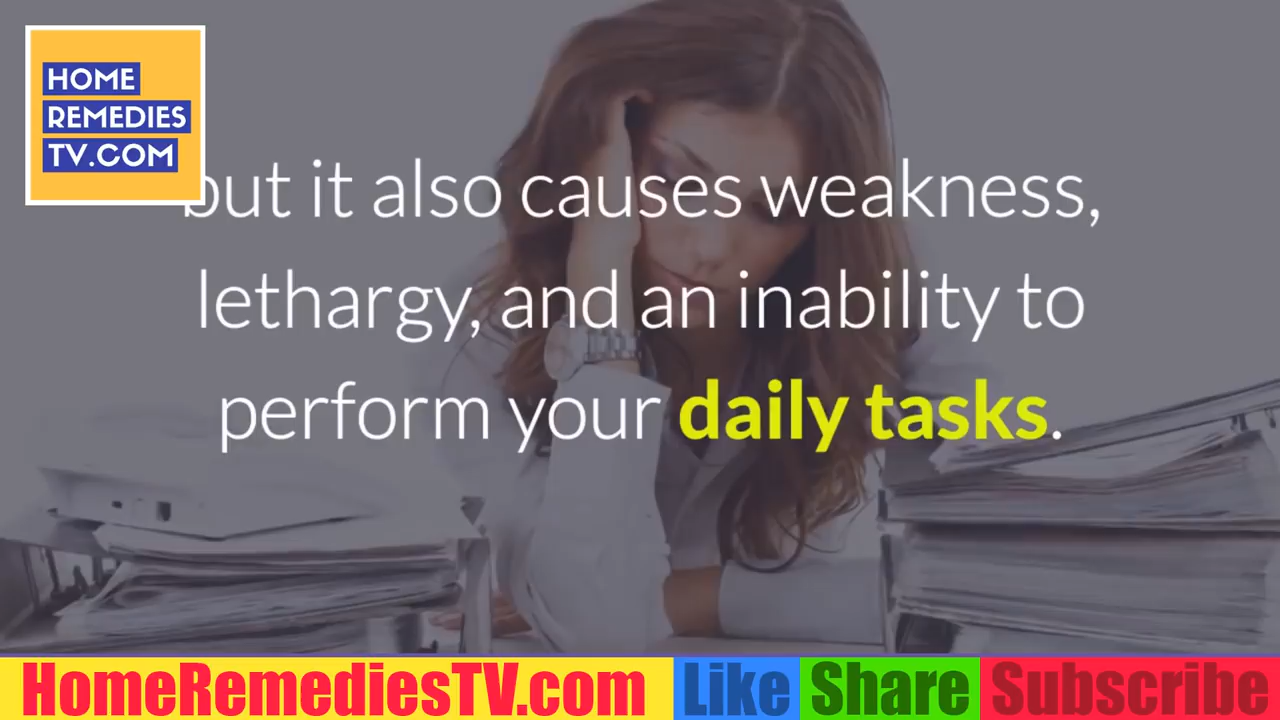 HOME
REMEDIES
TV.COM
but it also causes weakness,
lethargy, and an inability to
perform your daily tasks.
HomeRemediesTV.com Like Share Subscribe